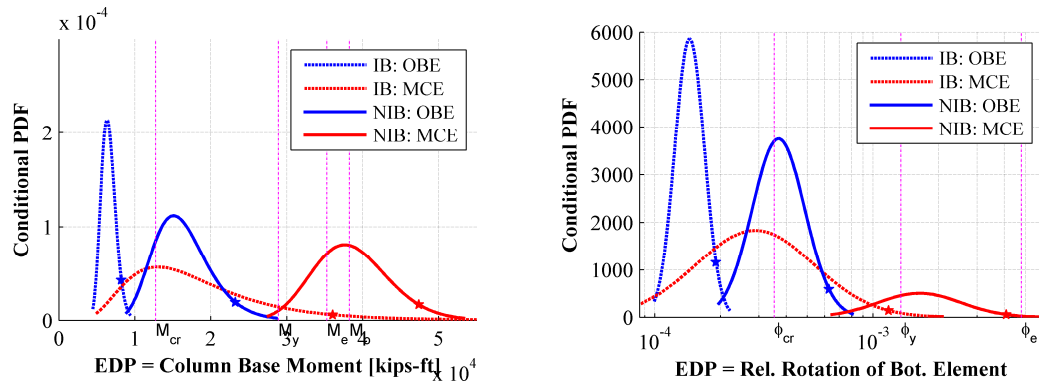 x 10⁻⁴
2
1
0
Conditional PDF
IB: OBE
IB: MCE
NIB: OBE
NIB: MCE
0 1 2 3 4 5
M_cr M_y M_e M_p
EDP = Column Base Moment [kips-ft]
x 10⁴
6000
5000
4000
3000
2000
1000
0
Conditional PDF
IB: OBE
IB: MCE
NIB: OBE
NIB: MCE
10⁻⁴ ϕ_cr 10⁻³ ϕ_y ϕ_e
EDP = Rel. Rotation of Bot. Element